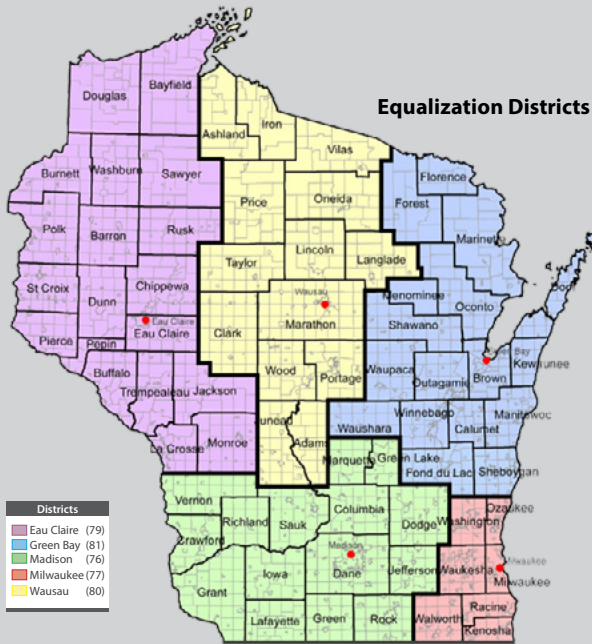 Equalization Districts
Bayfield
Douglas
Ashland
Iron
Vilas
Burnett
Washburn
Sawyer
Price
Oneida
Florence
Forest
Marinette
Polk
Barron
Rusk
Lincoln
Langlade
Taylor
Chippewa
St Croix
Dunn
Wausau
Marathon
Menominee
Oconto
Door
Eau Claire
Eau Claire
Clark
Shawano
Pierce
Pepin
Buffalo
Trempealeau
Jackson
Wood
Portage
Waupaca
Outagamie
Green Bay
Brown
Kewaunee
La Crosse
Monroe
Juneau
Adams
Waushara
Winnebago
Calumet
Manitowoc
Marquette
Green Lake
Fond du Lac
Sheboygan
Vernon
Crawford
Richland
Sauk
Columbia
Dodge
Washington
Ozaukee
Madison
Dane
Jefferson
Waukesha
Milwaukee
Milwaukee
Grant
Iowa
Lafayette
Green
Rock
Walworth
Racine
Kenosha
Districts
Eau Claire (79)
Green Bay (81)
Madison (76)
Milwaukee (77)
Wausau (80)